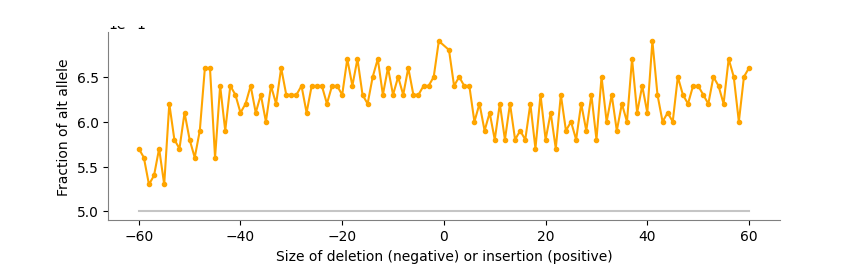 6.5
6.0
5.5
5.0
Fraction of alt allele
−60 −40 −20 0 20 40 60
Size of deletion (negative) or insertion (positive)